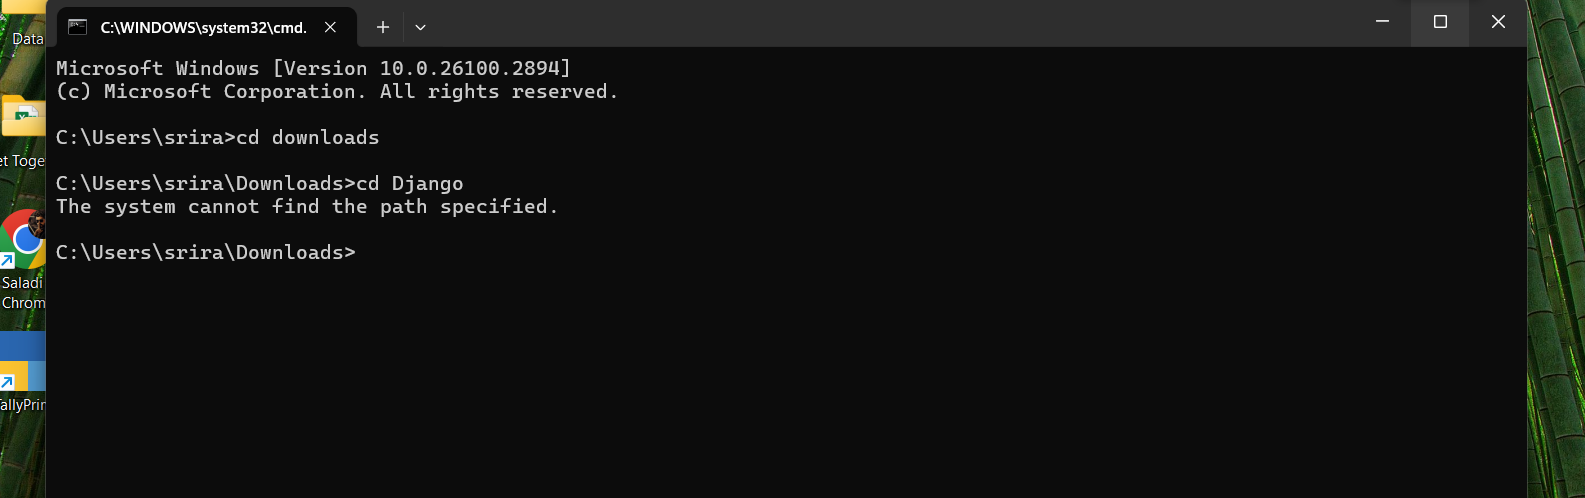 C:\WINDOWS\system32\cmd.
Microsoft Windows [Version 10.0.26100.2894]
(c) Microsoft Corporation. All rights reserved.
C:\Users\srira>cd downloads
C:\Users\srira\Downloads>cd Django
The system cannot find the path specified.
C:\Users\srira\Downloads>
Data
et Toge
Saladi
Chrom
TallyPrin